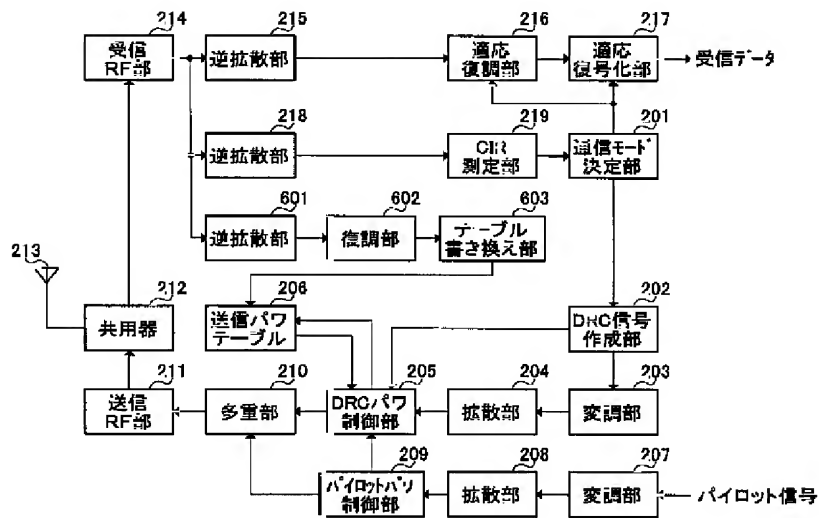 214
受信
RF部
215
逆拡散部
216
適応
復調部
217
適応
復号化部
受信データ
218
逆拡散部
219
CIR
測定部
201
通信モード
決定部
601
逆拡散部
602
復調部
603
テーブル
書き換え部
213
212
共用器
206
送信パワ
テーブル
202
DRC信号
作成部
211
送信
RF部
210
多重部
205
DRCパワ
制御部
204
拡散部
203
変調部
209
パイロットパワ
制御部
208
拡散部
207
変調部
パイロット信号